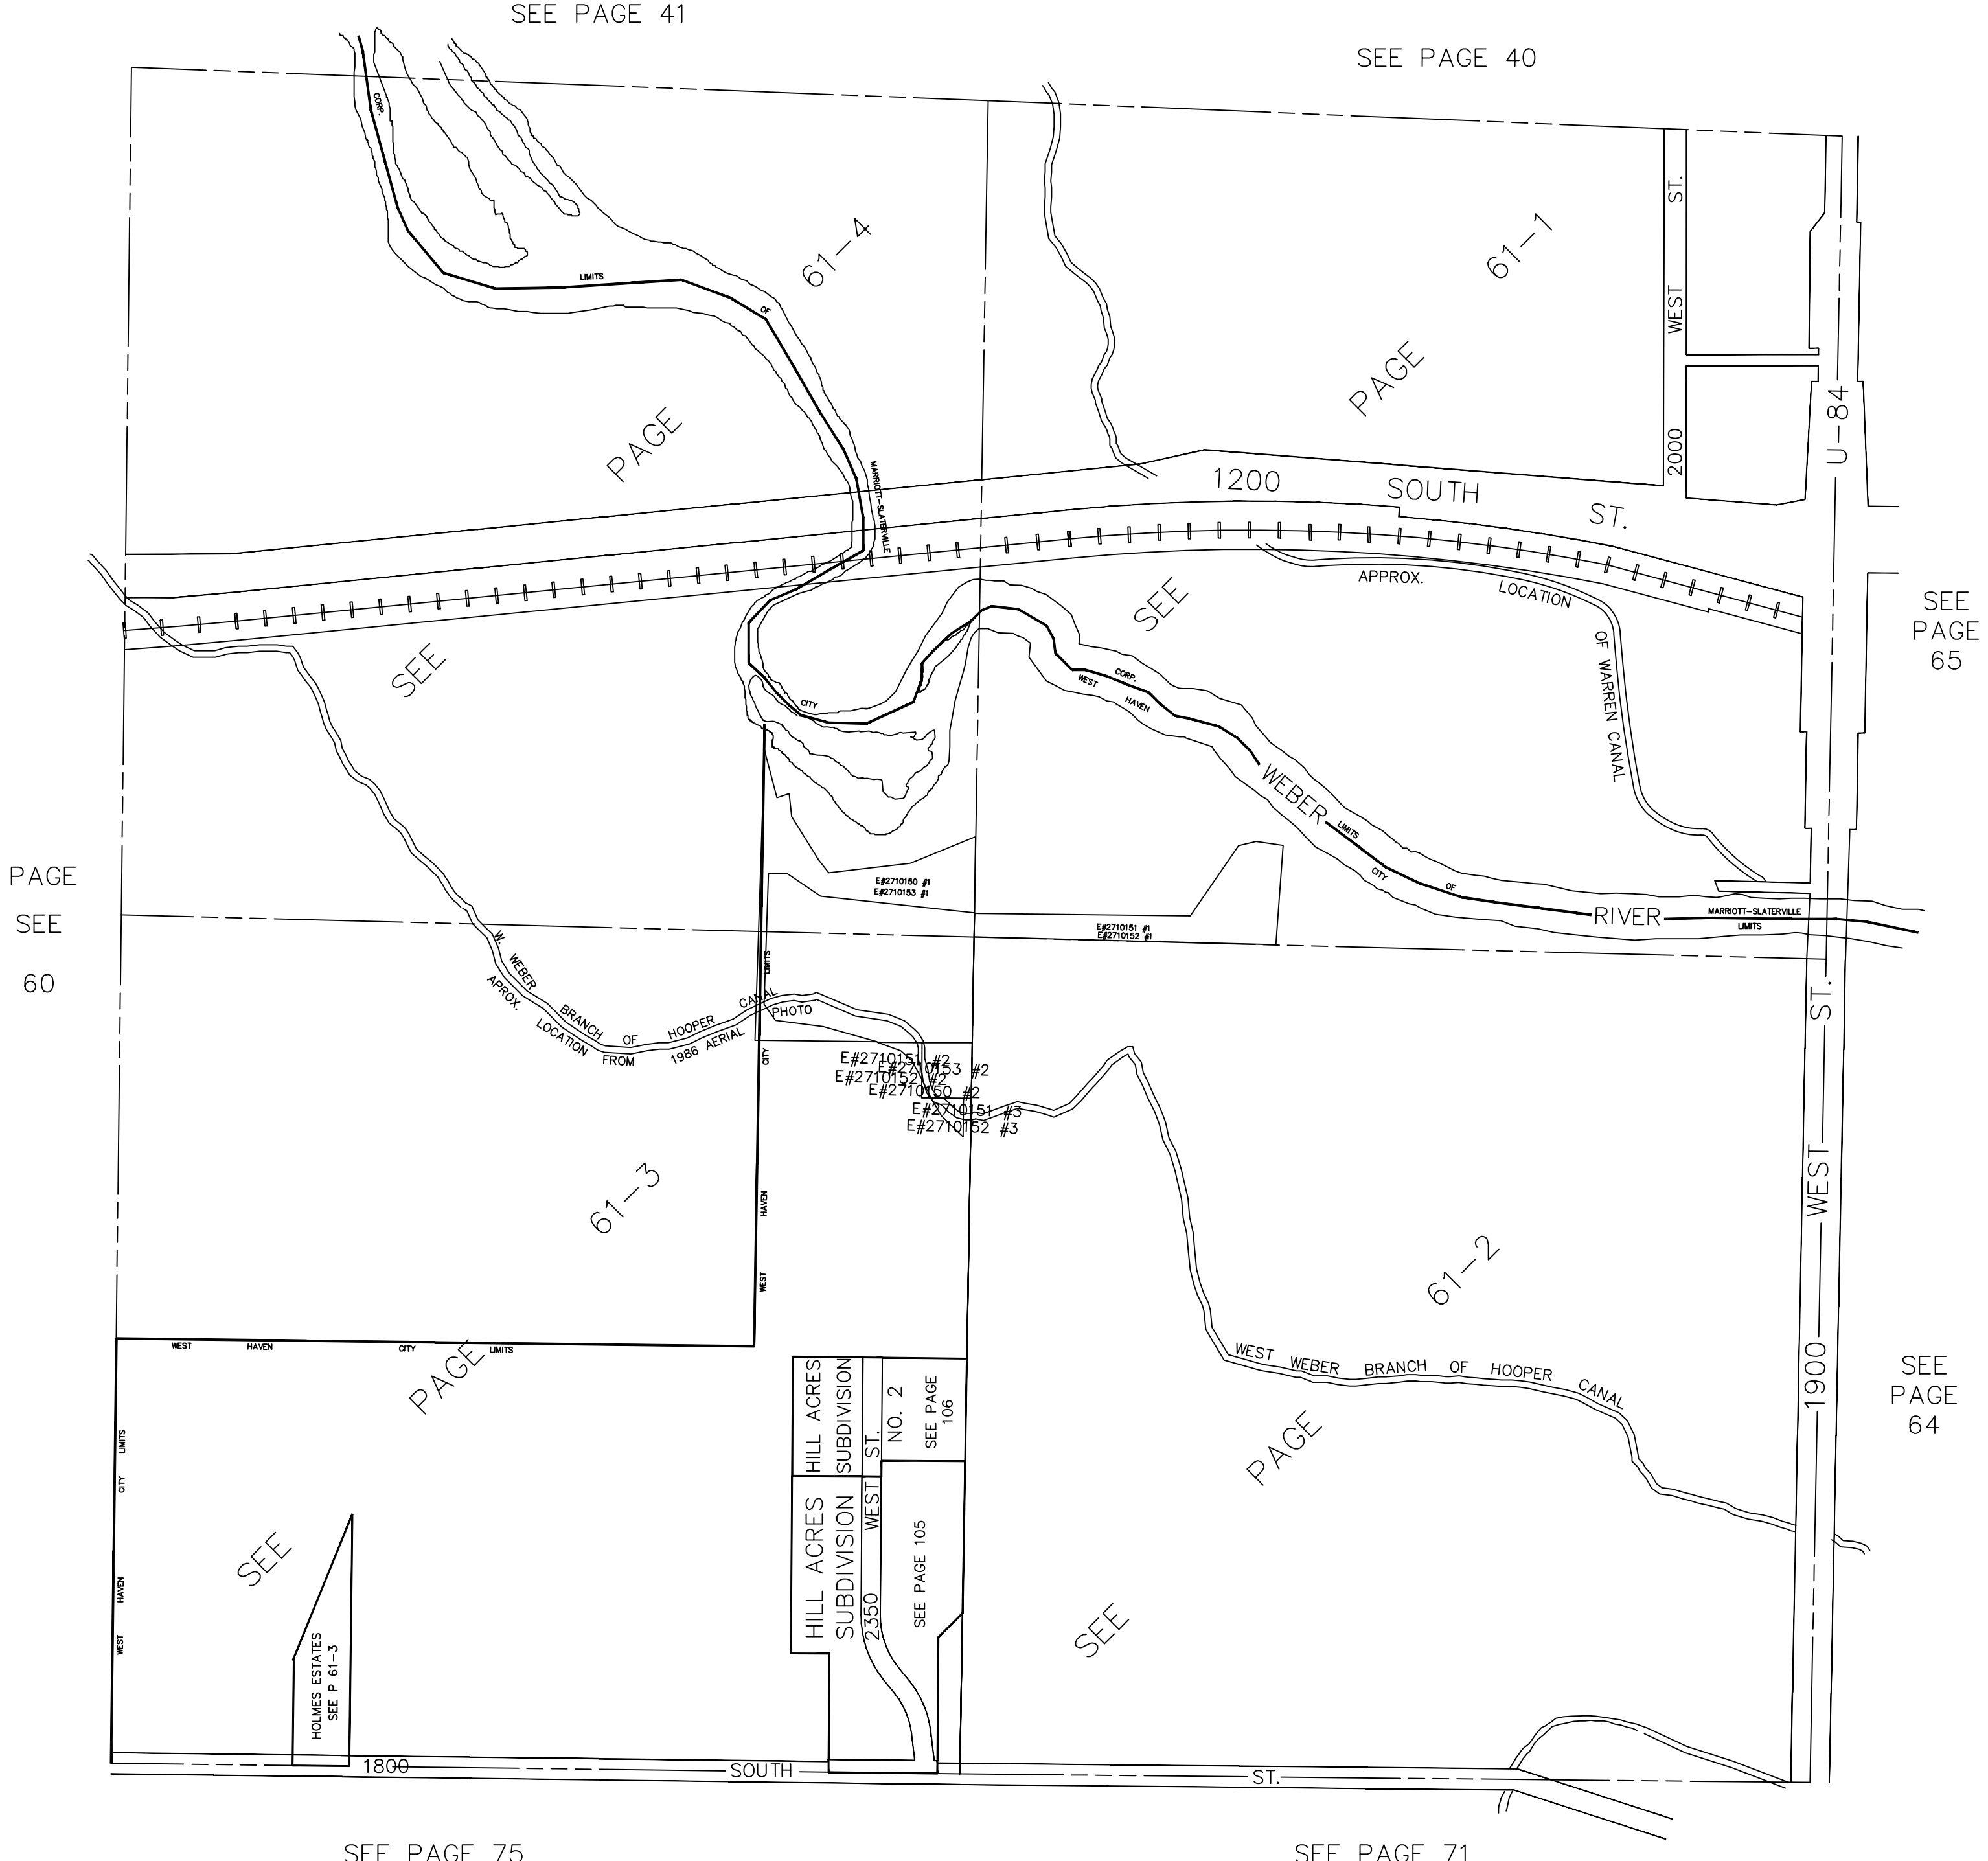 SEE PAGE 41
SEE PAGE 40
CORP.
LIMITS
OF
MARRIOTT-SLATERVILLE
CITY
SEE PAGE 61-4
SEE PAGE 61-1
2000 WEST ST.
U-84
1200 SOUTH ST.
APPROX. LOCATION OF WARREN CANAL
SEE
PAGE
65
CORP.
WEST HAVEN
WEBER RIVER
LIMITS
CITY
OF
MARRIOTT-SLATERVILLE
LIMITS
PAGE
SEE
60
E#2710150 #1
E#2710153 #1
E#2710151 #1
E#2710152 #1
W. WEBER BRANCH OF HOOPER CANAL
APROX. LOCATION FROM 1986 AERIAL PHOTO
E#2710151 #2
E#2710153 #2
E#2710152 #2
E#2710150 #2
E#2710151 #3
E#2710152 #3
WEST HAVEN CITY LIMITS
SEE PAGE 61-3
SEE PAGE 61-2
WEST HAVEN CITY LIMITS
WEST HAVEN CITY LIMITS
WEST WEBER BRANCH OF HOOPER CANAL
1900 WEST ST.
SEE
PAGE
64
HILL ACRES
SUBDIVISION
NO. 2
SEE PAGE
106
HILL ACRES
SUBDIVISION
2350 WEST ST.
SEE PAGE 105
HOLMES ESTATES
SEE P 61-3
1800 SOUTH ST.
SEE PAGE 75
SEE PAGE 71